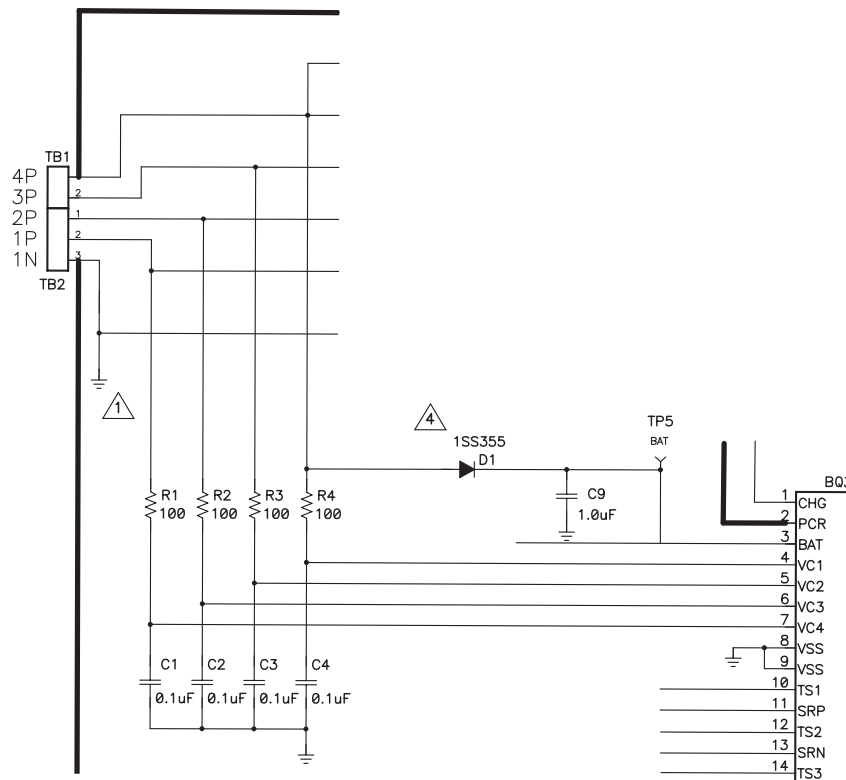 TB1
4P
3P 2
2P 1
1P 2
1N 3
TB2
1
4
1SS355
D1
TP5
BAT
C9
1.0uF
R1
100
R2
100
R3
100
R4
100
BQ3
1 CHG
2 PCR
3 BAT
4 VC1
5 VC2
6 VC3
7 VC4
8 VSS
9 VSS
10 TS1
11 SRP
12 TS2
13 SRN
14 TS3
C1
0.1uF
C2
0.1uF
C3
0.1uF
C4
0.1uF